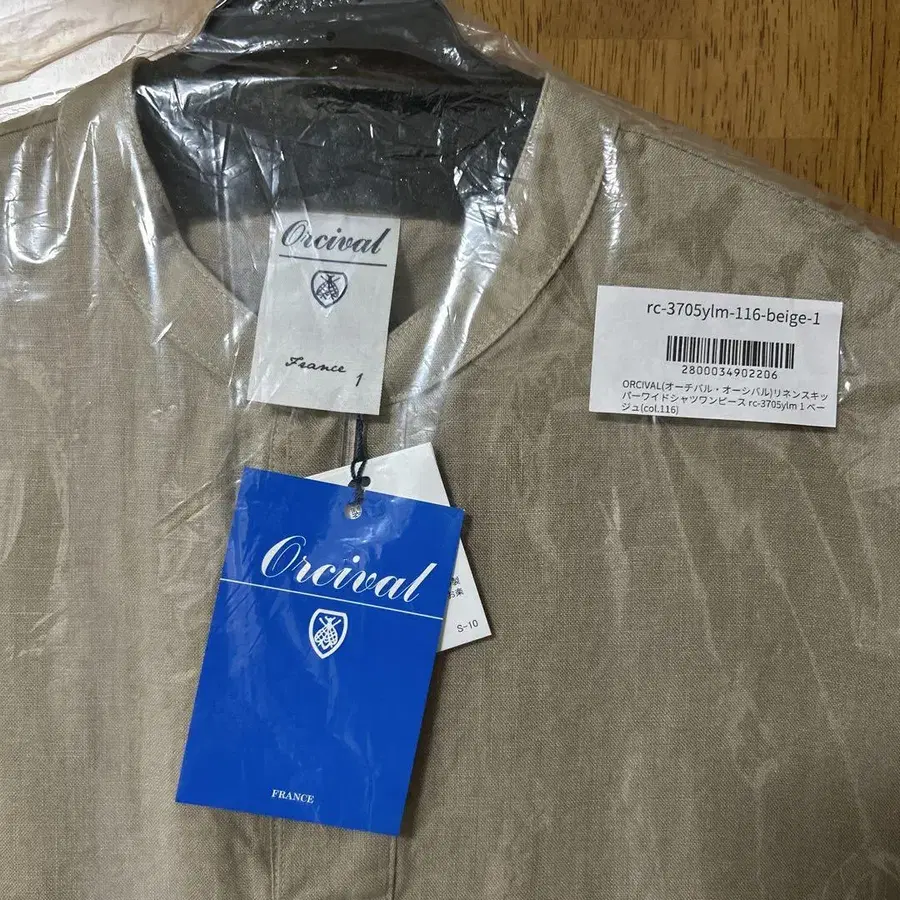 Orcival
France
1
rc-3705ylm-116-beige-1
2800034902206
ORCIVAL(オーチバル・オーシバル)リネンスキッ
パーワイドシャツワンピース rc-3705ylm 1 ベー
ジュ(col.116)
Orcival
FRANCE
製
S-10